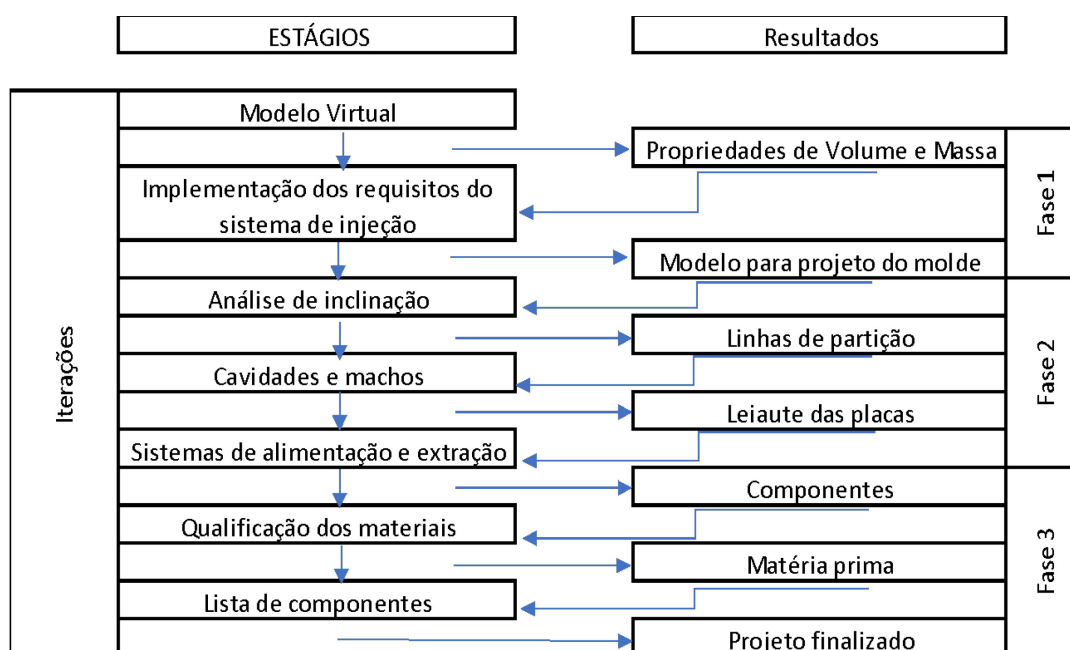 ESTÁGIOS
Resultados
Modelo Virtual
Propriedades de Volume e Massa
Implementação dos requisitos do
sistema de injeção
Modelo para projeto do molde
Análise de inclinação
Linhas de partição
Cavidades e machos
Leiaute das placas
Sistemas de alimentação e extração
Componentes
Qualificação dos materiais
Matéria prima
Lista de componentes
Projeto finalizado
Iterações
Fase 1
Fase 2
Fase 3